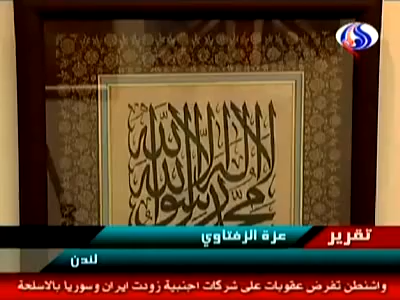 لا إله إلا الله
محمد رسول الله
تقرير
عزة الزفتاوي
لندن
واشنطن تفرض عقوبات على شركات اجنبية زودت ايران وسوريا بالاسلحة